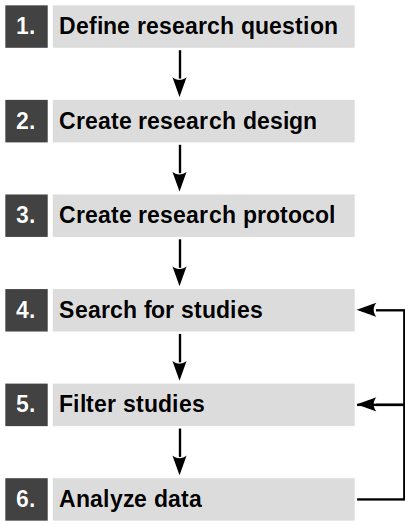 1. Define research question
2. Create research design
3. Create research protocol
4. Search for studies
5. Filter studies
6. Analyze data